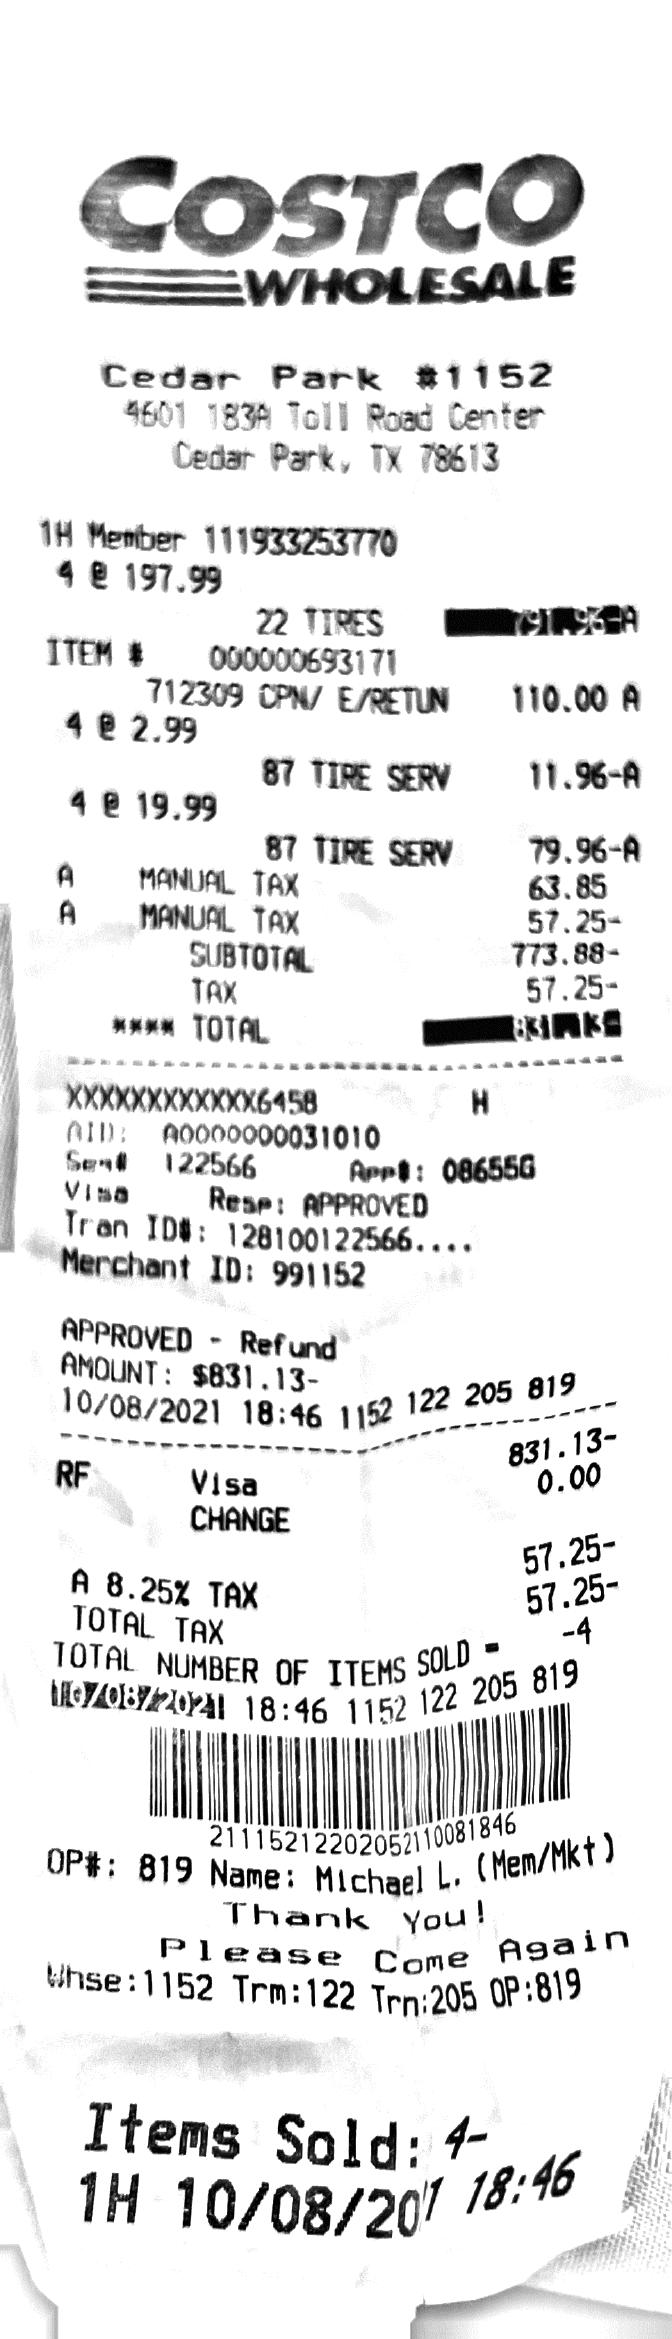 COSTCO
WHOLESALE
Cedar Park #1152
4601 183A Toll Road Center
Cedar Park, TX 78613
1H Member 111933253770
4 @ 197.99
22 TIRES 791.96-A
ITEM # 000000693171
712309 CPN/ E/RETUN 110.00 A
4 @ 2.99
87 TIRE SERV 11.96-A
4 @ 19.99
87 TIRE SERV 79.96-A
A MANUAL TAX 63.85
A MANUAL TAX 57.25-
SUBTOTAL 773.88-
TAX 57.25-
**** TOTAL
XXXXXXXXXXXX6458 H
AID: A0000000031010
Seq# 122566 App#: 08655G
Visa Resp: APPROVED
Tran ID#: 128100122566....
Merchant ID: 991152
APPROVED - Refund
AMOUNT: $831.13-
10/08/2021 18:46 1152 122 205 819
831.13-
RF Visa 0.00
CHANGE
57.25-
A 8.25% TAX 57.25-
TOTAL TAX
TOTAL NUMBER OF ITEMS SOLD = -4
10/08/2021 18:46 1152 122 205 819
21115212202052110081846
OP#: 819 Name: Michael L. (Mem/Mkt)
Thank You!
Please Come Again
Whse:1152 Trm:122 Trn:205 OP:819
Items Sold: 4-
1H 10/08/2021 18:46